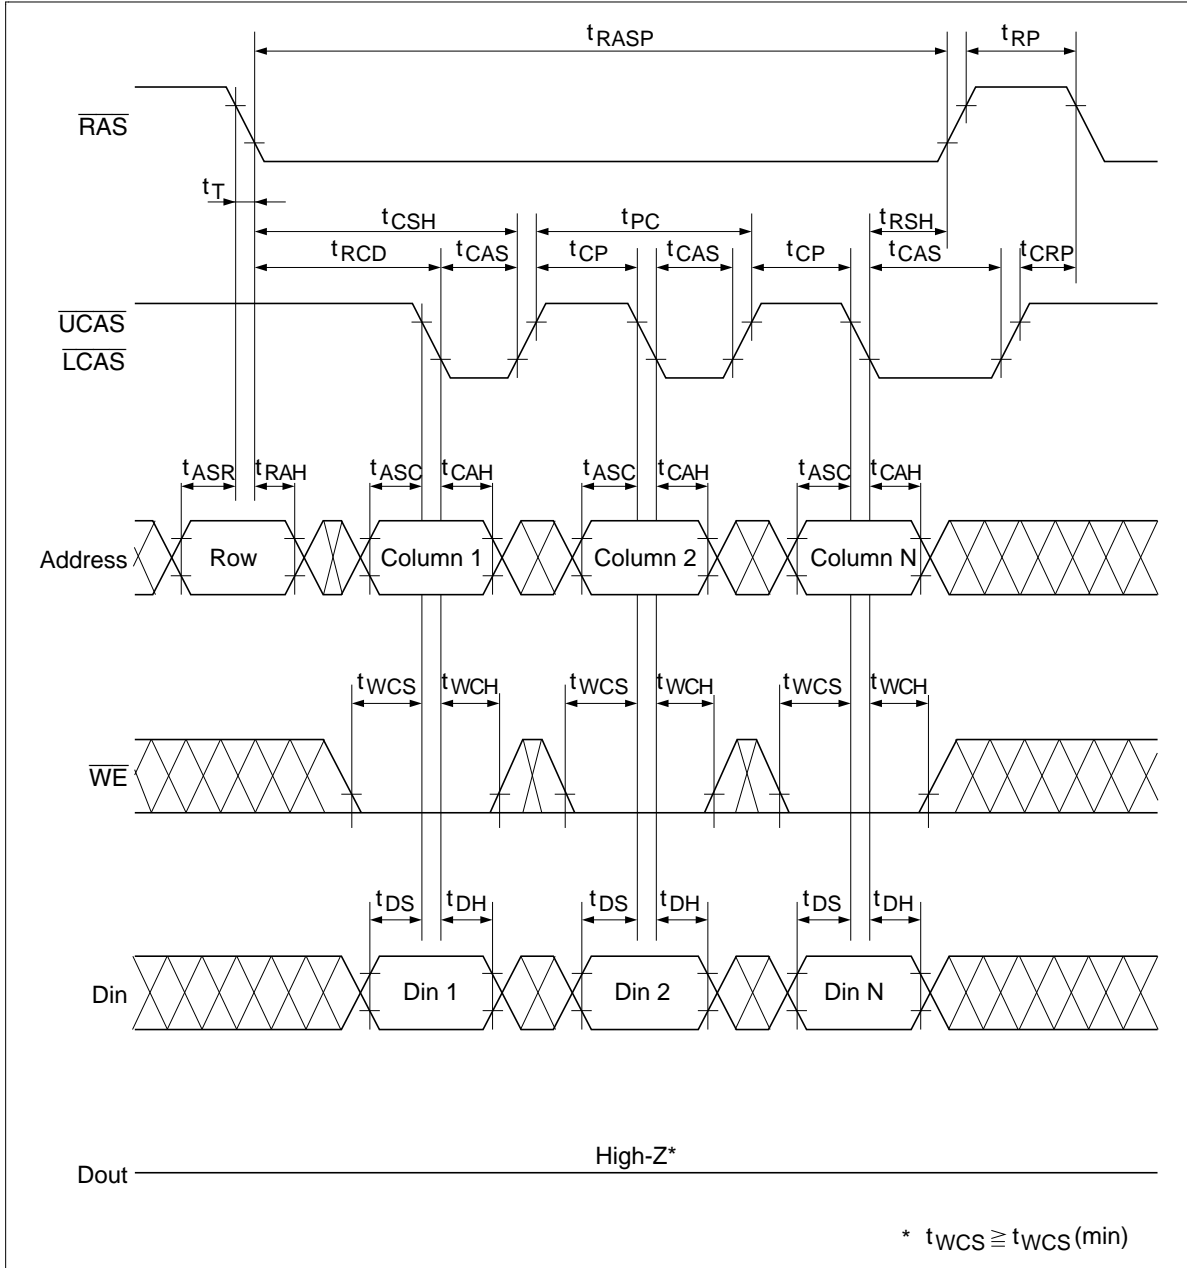 tRASP tRP
RAS
tT
tCSH tPC tRSH
tRCD tCAS tCP tCAS tCP tCAS tCRP
UCAS
LCAS
tASR tRAH tASC tCAH tASC tCAH tASC tCAH
Address Row Column 1 Column 2 Column N
tWCS tWCH tWCS tWCH tWCS tWCH
WE
tDS tDH tDS tDH tDS tDH
Din Din 1 Din 2 Din N
High-Z*
Dout
* tWCS ≧ tWCS (min)